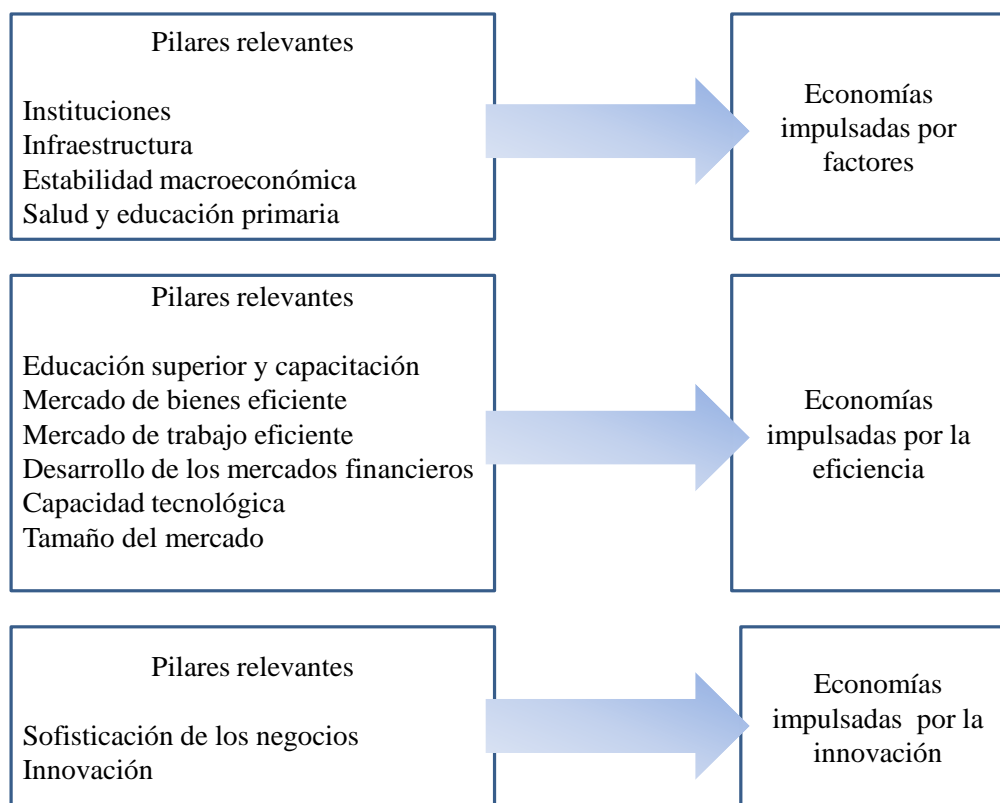 Pilares relevantes
Instituciones
Infraestructura
Estabilidad macroeconómica
Salud y educación primaria
Economías
impulsadas por
factores
Pilares relevantes
Educación superior y capacitación
Mercado de bienes eficiente
Mercado de trabajo eficiente
Desarrollo de los mercados financieros
Capacidad tecnológica
Tamaño del mercado
Economías
impulsadas por la
eficiencia
Pilares relevantes
Sofisticación de los negocios
Innovación
Economías
impulsadas por la
innovación